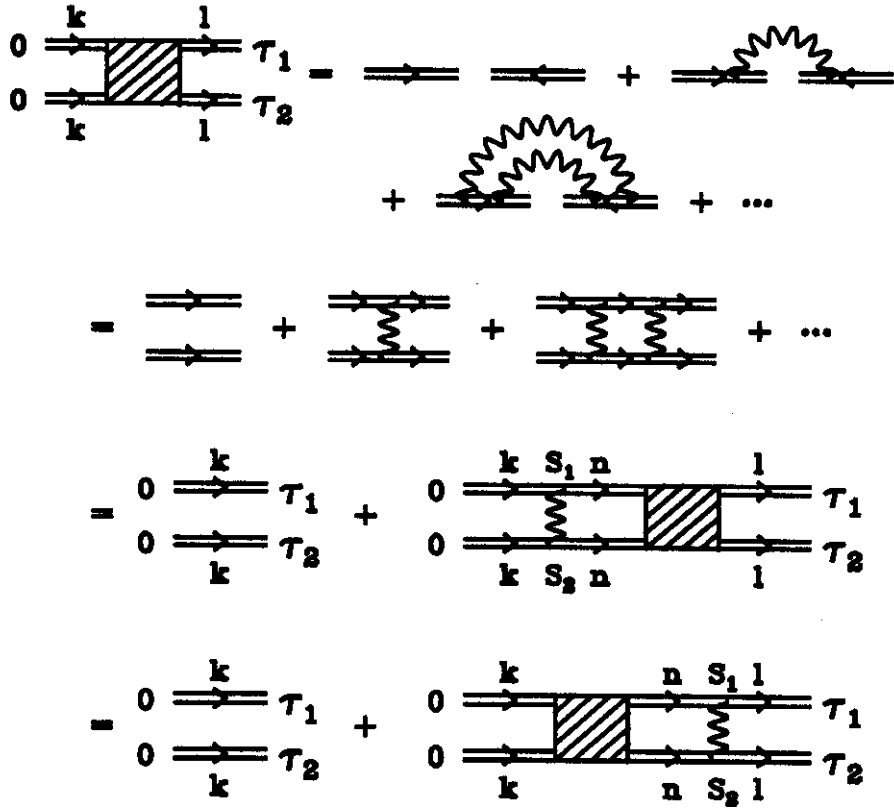 k l
0 τ₁ = +
0 τ₂
k l
+ + ...
= + + + ...
k k S₁ n l
0 τ₁ 0 τ₁
= +
0 τ₂ 0 τ₂
k k S₂ n l
k k n S₁ l
0 τ₁ 0 τ₁
= +
0 τ₂ 0 τ₂
k k n S₂ l